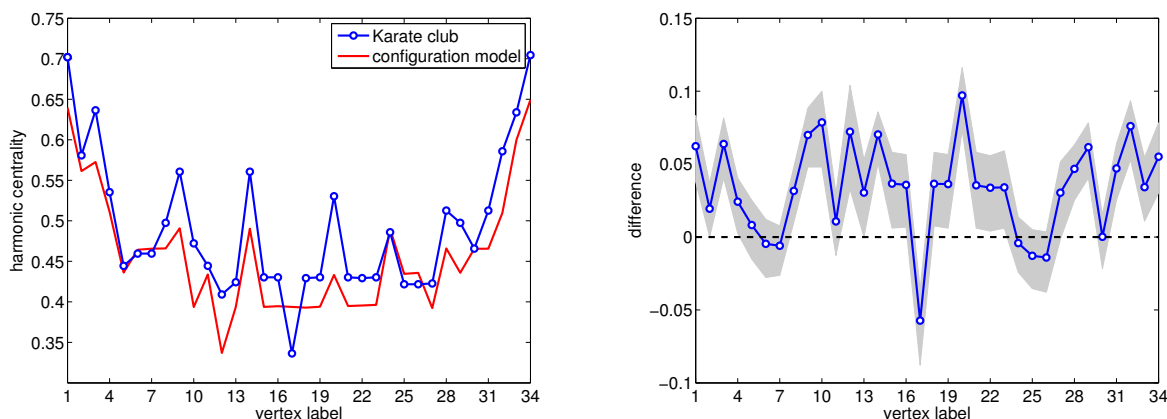 0.75
0.7
0.65
0.6
0.55
0.5
0.45
0.4
0.35
harmonic centrality
Karate club
configuration model
1 4 7 10 13 16 19 22 25 28 31 34
vertex label
0.15
0.1
0.05
0
−0.05
−0.1
difference
1 4 7 10 13 16 19 22 25 28 31 34
vertex label